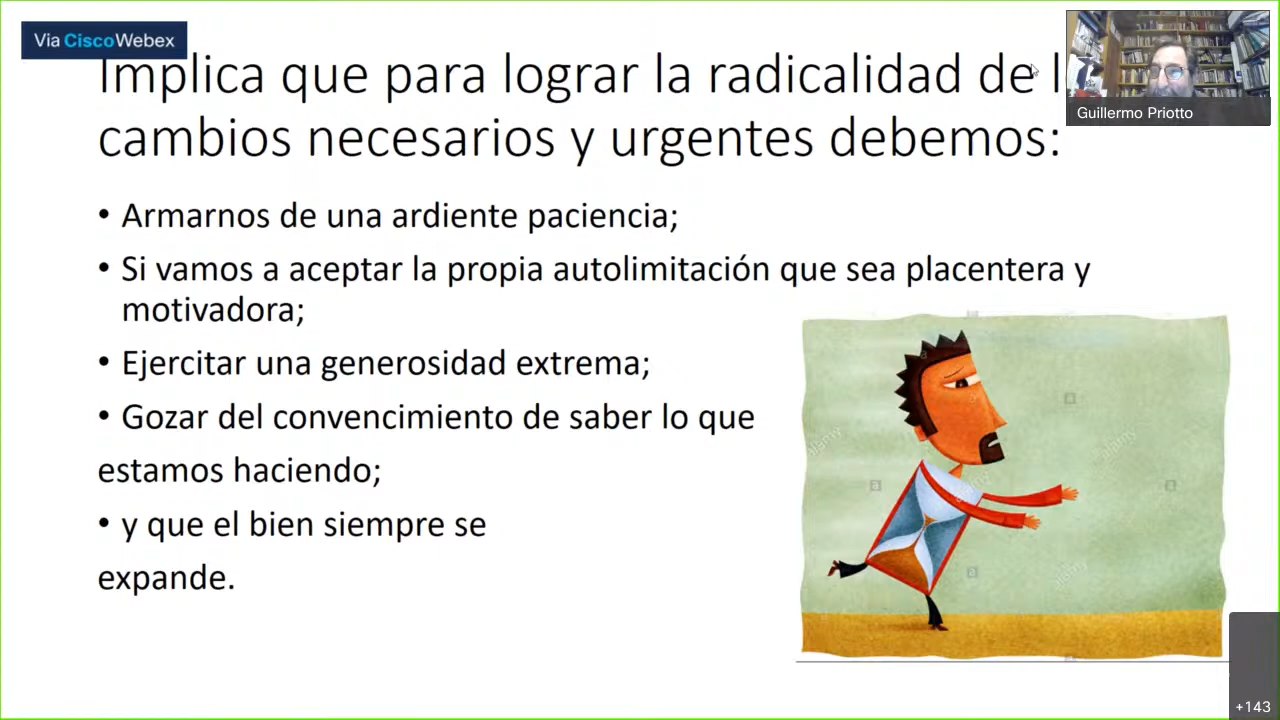 Via CiscoWebex
Implica que para lograr la radicalidad de l
cambios necesarios y urgentes debemos:
Guillermo Priotto
• Armarnos de una ardiente paciencia;
• Si vamos a aceptar la propia autolimitación que sea placentera y
motivadora;
• Ejercitar una generosidad extrema;
• Gozar del convencimiento de saber lo que
estamos haciendo;
• y que el bien siempre se
expande.
alamy
a
+143